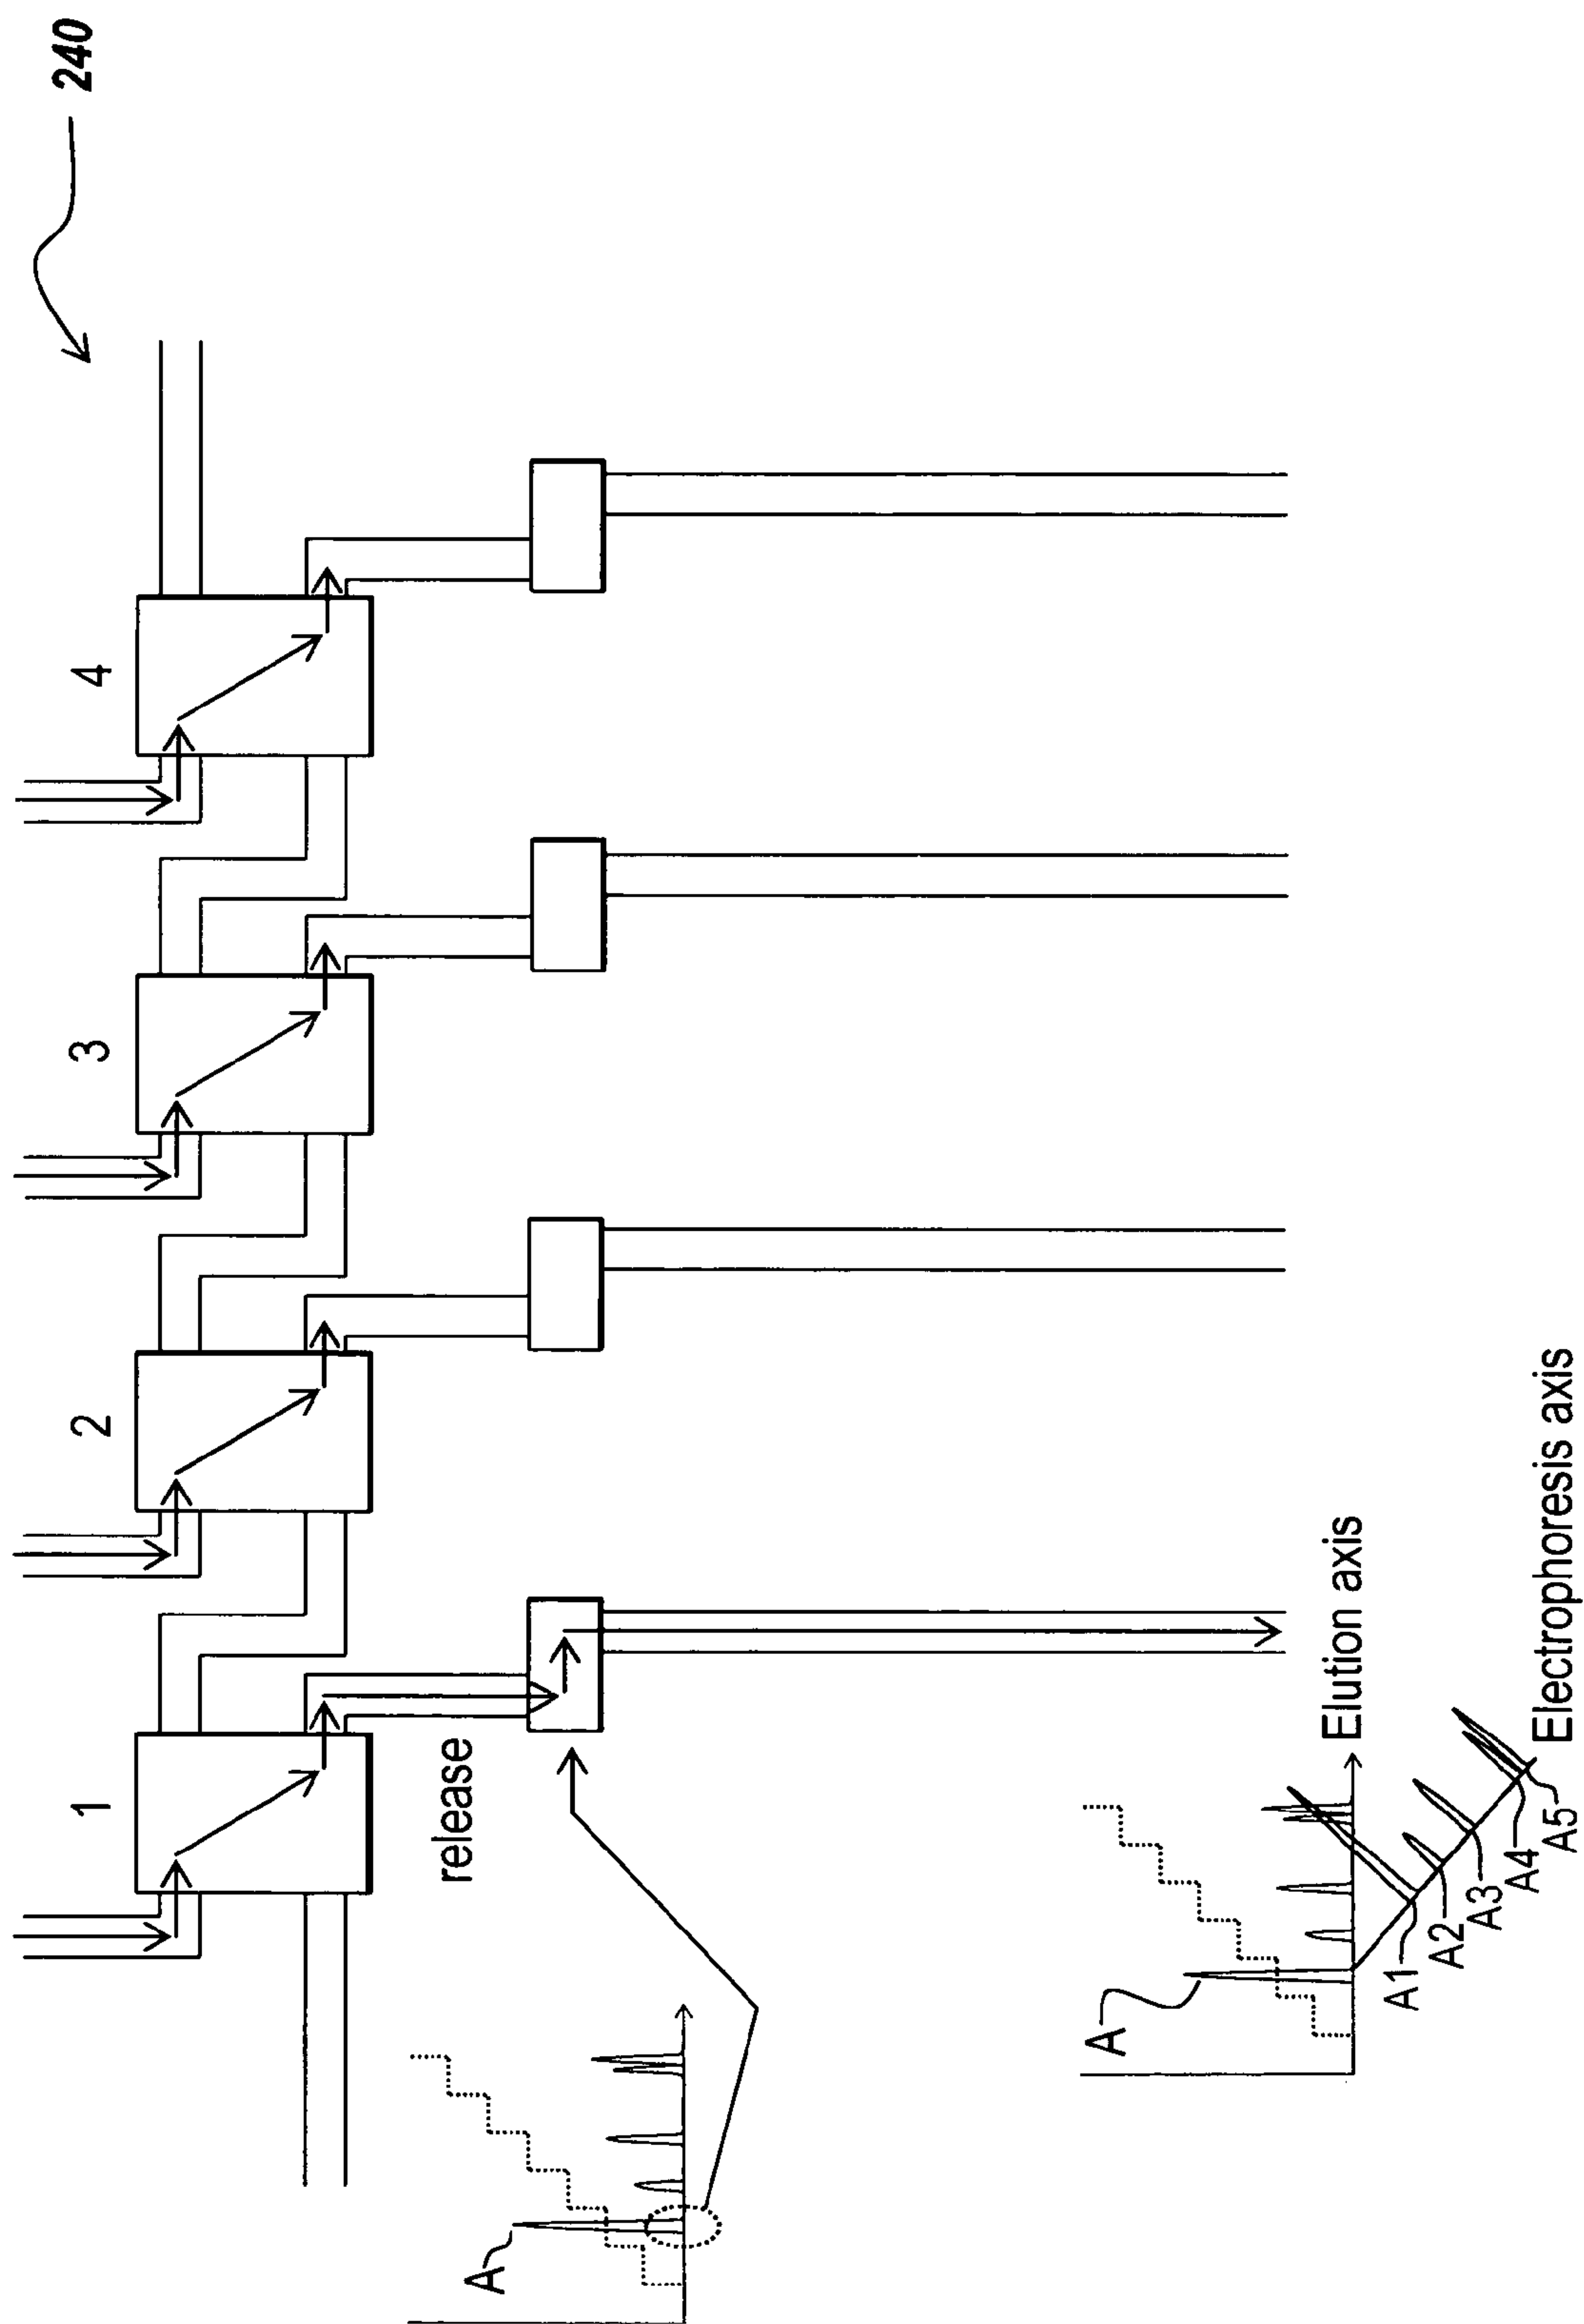 240
1
2
3
4
release
A
A
Elution axis
A1
A2
A3
A4
A5
Electrophoresis axis